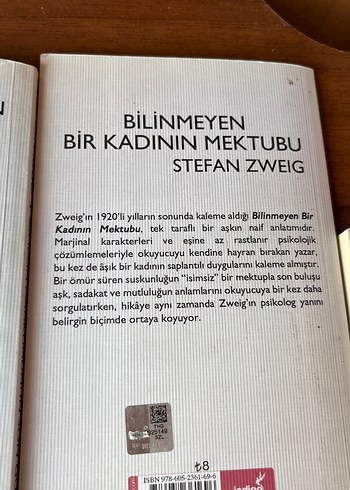 BİLİNMEYEN
BİR KADININ MEKTUBU
STEFAN ZWEIG
Zweig'ın 1920'li yılların sonunda kaleme aldığı Bilinmeyen Bir
Kadının Mektubu, tek taraflı bir aşkın naif anlatımıdır.
Marjinal karakterleri ve eşine az rastlanır psikolojik
çözümlemeleriyle okuyucuyu kendine hayran bırakan yazar,
bu kez de âşık bir kadının saplantılı duygularını kaleme almıştır.
Bir ömür süren suskunluğun "isimsiz" bir mektupla son buluşu
aşk, sadakat ve mutluluğun anlamlarını okuyucuya bir kez daha
sorgulatırken, hikâye aynı zamanda Zweig'ın psikolog yanını
belirgin biçimde ortaya koyuyor.
₺8
ISBN 978-605-2361-69-6